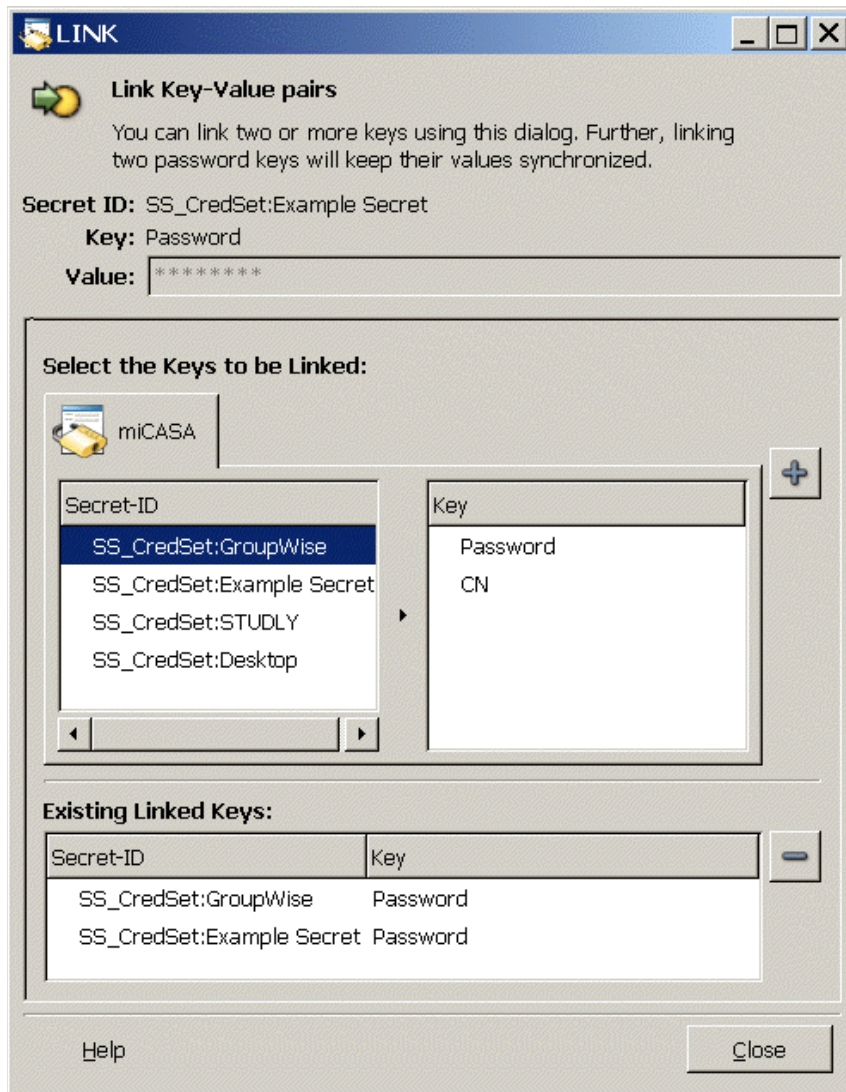 LINK
Link Key-Value pairs
You can link two or more keys using this dialog. Further, linking
two password keys will keep their values synchronized.
Secret ID: SS_CredSet:Example Secret
Key: Password
Value: ********
Select the Keys to be Linked:
miCASA
Secret-ID
SS_CredSet:GroupWise
SS_CredSet:Example Secret
SS_CredSet:STUDLY
SS_CredSet:Desktop
Key
Password
CN
Existing Linked Keys:
Secret-ID Key
SS_CredSet:GroupWise Password
SS_CredSet:Example Secret Password
Help Close